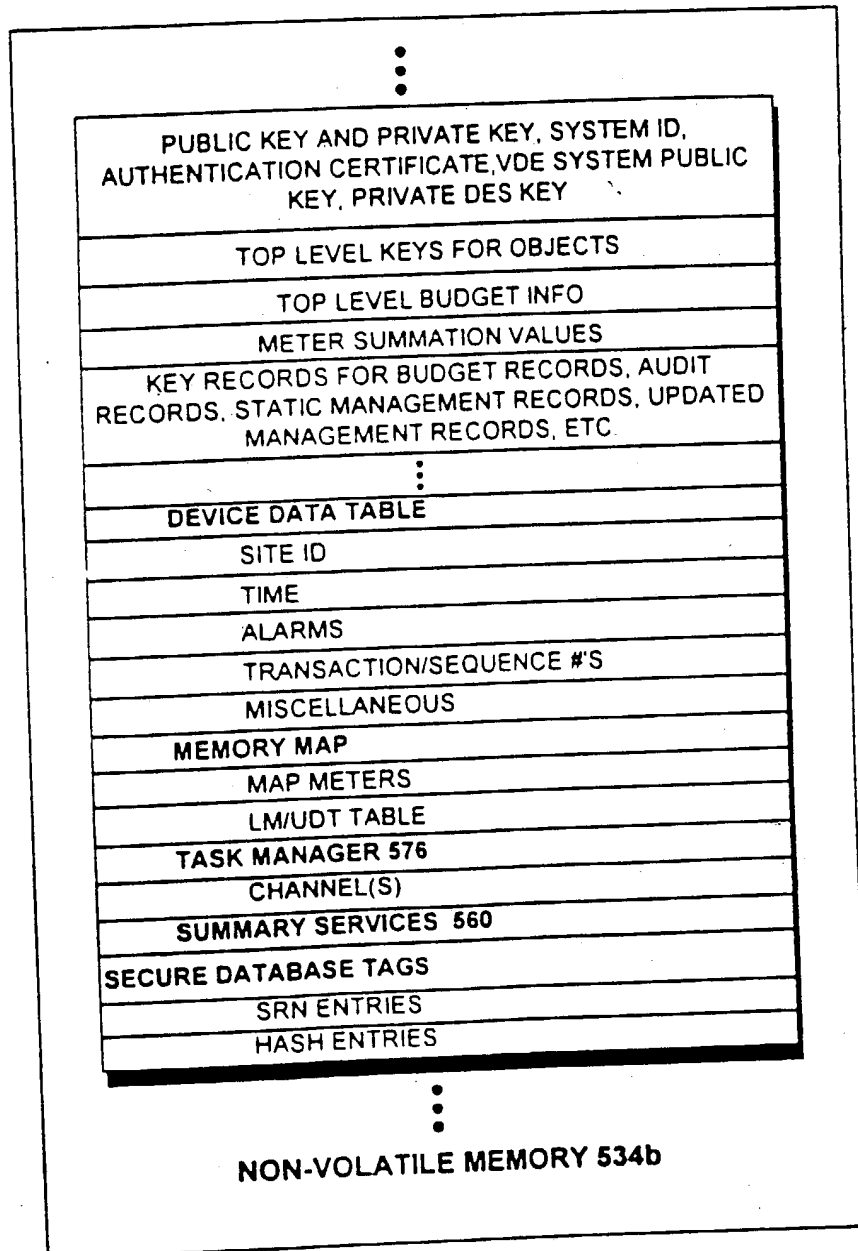 PUBLIC KEY AND PRIVATE KEY, SYSTEM ID,
AUTHENTICATION CERTIFICATE,VDE SYSTEM PUBLIC
KEY, PRIVATE DES KEY
TOP LEVEL KEYS FOR OBJECTS
TOP LEVEL BUDGET INFO
METER SUMMATION VALUES
KEY RECORDS FOR BUDGET RECORDS, AUDIT
RECORDS, STATIC MANAGEMENT RECORDS, UPDATED
MANAGEMENT RECORDS, ETC.
DEVICE DATA TABLE
SITE ID
TIME
ALARMS
TRANSACTION/SEQUENCE #'S
MISCELLANEOUS
MEMORY MAP
MAP METERS
LM/UDT TABLE
TASK MANAGER 576
CHANNEL(S)
SUMMARY SERVICES 560
SECURE DATABASE TAGS
SRN ENTRIES
HASH ENTRIES
NON-VOLATILE MEMORY 534b